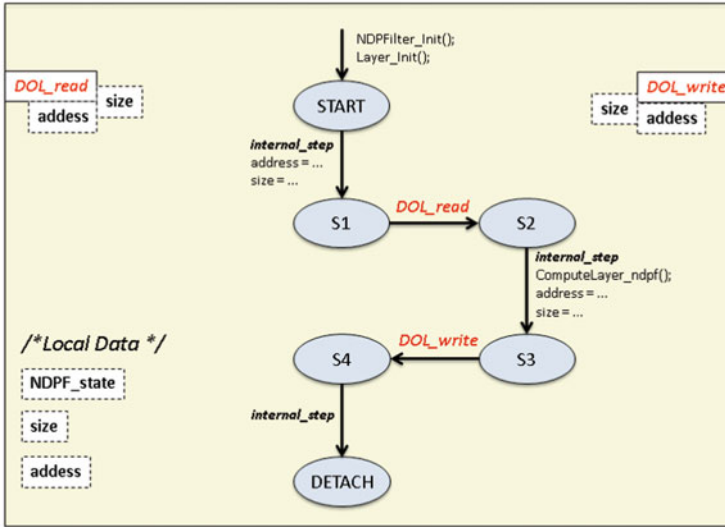 NDPFilter_Init();
Layer_Init();
DOL_read
size
addess
DOL_write
size
addess
START
internal_step
address = ...
size = ...
S1
DOL_read
S2
internal_step
ComputeLayer_ndpf();
address = ...
size = ...
/*Local Data */
DOL_write
S4
S3
NDPF_state
internal_step
size
addess
DETACH